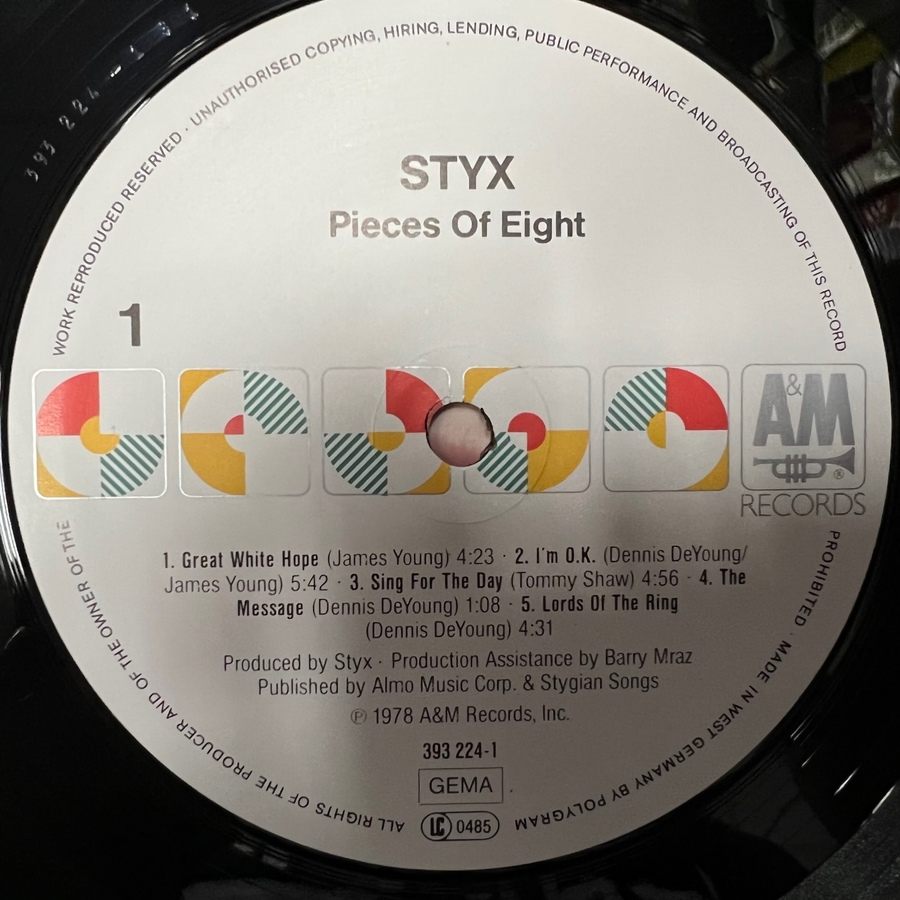 393 224-1 S1
WORK REPRODUCED RESERVED · UNAUTHORISED COPYING, HIRING, LENDING, PUBLIC PERFORMANCE AND BROADCASTING OF THIS RECORD
STYX
Pieces Of Eight
1
A&M
®
RECORDS
1. Great White Hope (James Young) 4:23 · 2. I'm O.K. (Dennis DeYoung/
James Young) 5:42 · 3. Sing For The Day (Tommy Shaw) 4:56 · 4. The
Message (Dennis DeYoung) 1:08 · 5. Lords Of The Ring
(Dennis DeYoung) 4:31
Produced by Styx · Production Assistance by Barry Mraz
Published by Almo Music Corp. & Stygian Songs
℗ 1978 A&M Records, Inc.
393 224-1
GEMA
LC 0485
PROHIBITED · MADE IN WEST GERMANY BY POLYGRAM
ALL RIGHTS OF THE PRODUCER AND OF THE OWNER OF THE